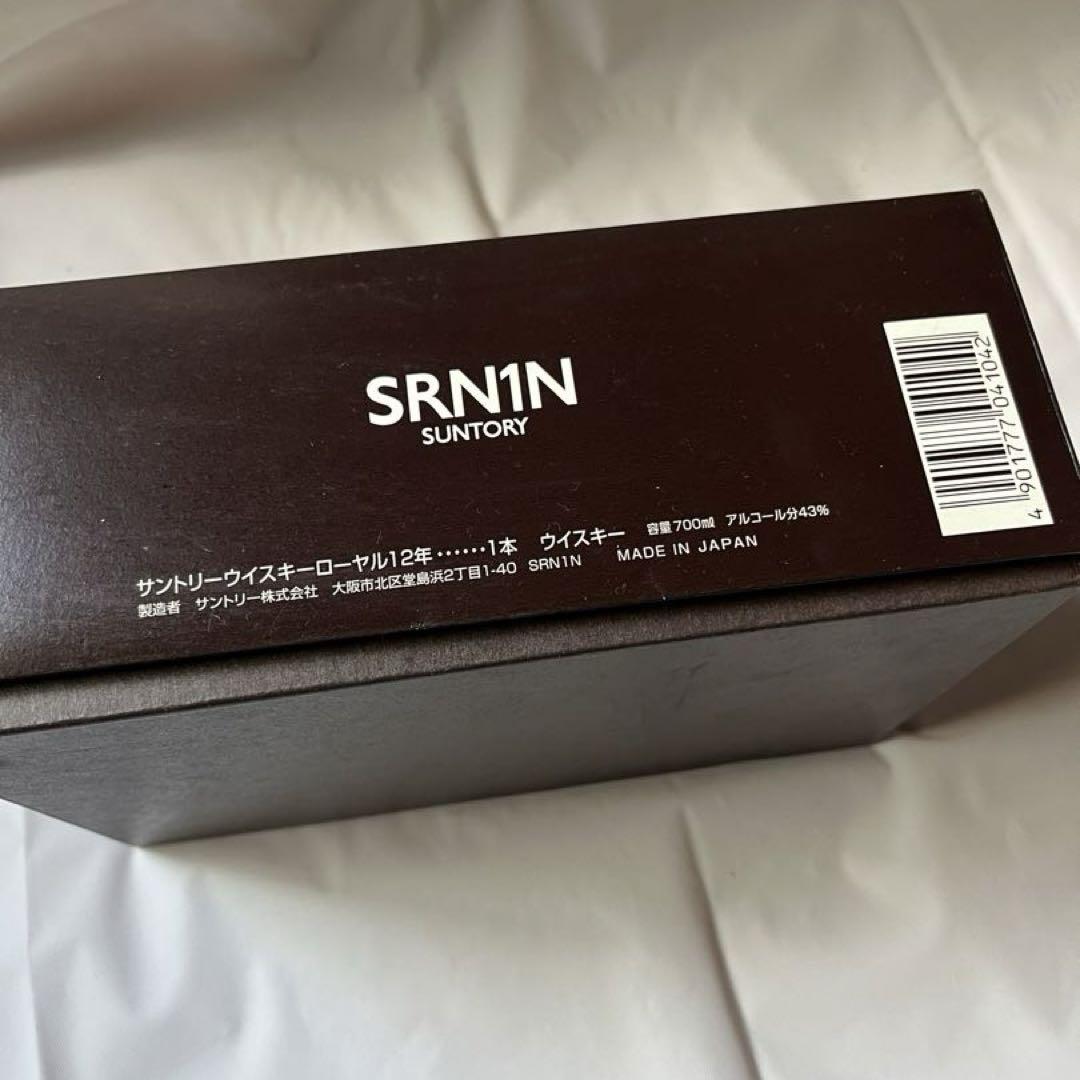 SRN1N
SUNTORY
サントリーウイスキーローヤル12年‥‥‥1本 ウイスキー 容量700㎖ アルコール分43%
製造者 サントリー株式会社 大阪市北区堂島浜2丁目1-40 SRN1N MADE IN JAPAN
4 901777 041042